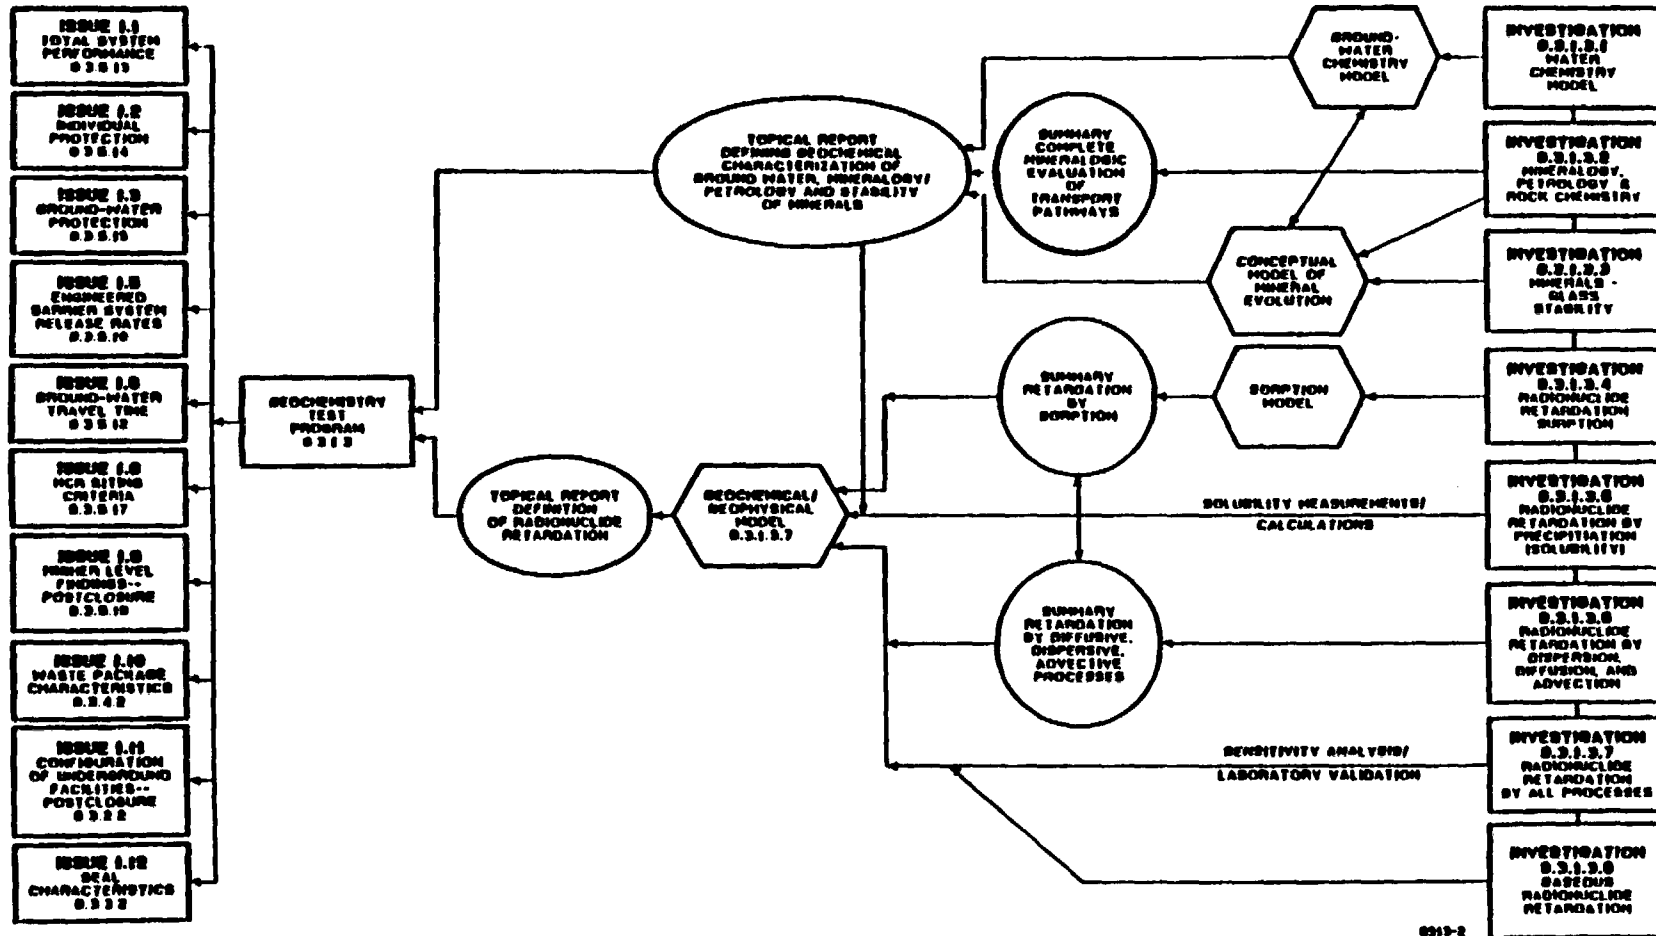 ISSUE 1.1
TOTAL SYSTEM
PERFORMANCE
8.3.5.13
ISSUE 1.2
INDIVIDUAL
PROTECTION
8.3.5.14
ISSUE 1.3
GROUND-WATER
PROTECTION
8.3.5.15
ISSUE 1.5
ENGINEERED
BARRIER SYSTEM
RELEASE RATES
8.3.5.10
ISSUE 1.6
GROUND-WATER
TRAVEL TIME
8.3.5.12
ISSUE 1.8
NCR SITING
CRITERIA
8.3.5.17
ISSUE 1.9
HIGHER LEVEL
FINDINGS--
POSTCLOSURE
8.3.5.18
ISSUE 1.10
WASTE PACKAGE
CHARACTERISTICS
8.3.4.2
ISSUE 1.11
CONFIGURATION
OF UNDERGROUND
FACILITIES--
POSTCLOSURE
8.3.2.2
ISSUE 1.12
SEAL
CHARACTERISTICS
8.3.3.2
GEOCHEMISTRY
TEST
PROGRAM
8.3.1.3
TOPICAL REPORT
DEFINITION
OF RADIONUCLIDE
RETARDATION
GEOCHEMICAL/
GEOPHYSICAL
MODEL
8.3.1.3.7
TOPICAL REPORT
DEFINING GEOCHEMICAL
CHARACTERIZATION OF
GROUND WATER, MINERALOGY/
PETROLOGY AND STABILITY
OF MINERALS
SUMMARY
COMPLETE
MINERALOGIC
EVALUATION
OF
TRANSPORT
PATHWAYS
GROUND-
WATER
CHEMISTRY
MODEL
CONCEPTUAL
MODEL OF
MINERAL
EVOLUTION
SUMMARY
RETARDATION
BY
SORPTION
SORPTION
MODEL
SOLUBILITY MEASUREMENTS/
CALCULATIONS
SUMMARY
RETARDATION
BY DIFFUSIVE,
DISPERSIVE,
ADVECTIVE
PROCESSES
SENSITIVITY ANALYSIS/
LABORATORY VALIDATION
INVESTIGATION
8.3.1.3.1
WATER
CHEMISTRY
MODEL
INVESTIGATION
8.3.1.3.2
MINERALOGY,
PETROLOGY &
ROCK CHEMISTRY
INVESTIGATION
8.3.1.3.3
MINERALS -
GLASS
STABILITY
INVESTIGATION
8.3.1.3.4
RADIONUCLIDE
RETARDATION
SORPTION
INVESTIGATION
8.3.1.3.5
RADIONUCLIDE
RETARDATION BY
PRECIPITIATION
(SOLUBILITY)
INVESTIGATION
8.3.1.3.6
RADIONUCLIDE
RETARDATION BY
DISPERSION,
DIFFUSION, AND
ADVECTION
INVESTIGATION
8.3.1.3.7
RADIONUCLIDE
RETARDATION
BY ALL PROCESSES
INVESTIGATION
8.3.1.3.8
GASEOUS
RADIONUCLIDE
RETARDATION